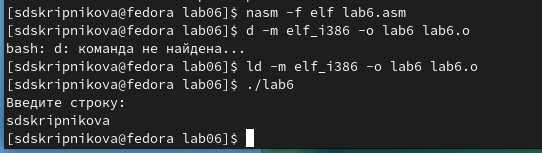 [sdskripnikova@fedora lab06]$ nasm -f elf lab6.asm
[sdskripnikova@fedora lab06]$ d -m elf_i386 -o lab6 lab6.o
bash: d: команда не найдена...
[sdskripnikova@fedora lab06]$ ld -m elf_i386 -o lab6 lab6.o
[sdskripnikova@fedora lab06]$ ./lab6
Введите строку:
sdskripnikova
[sdskripnikova@fedora lab06]$